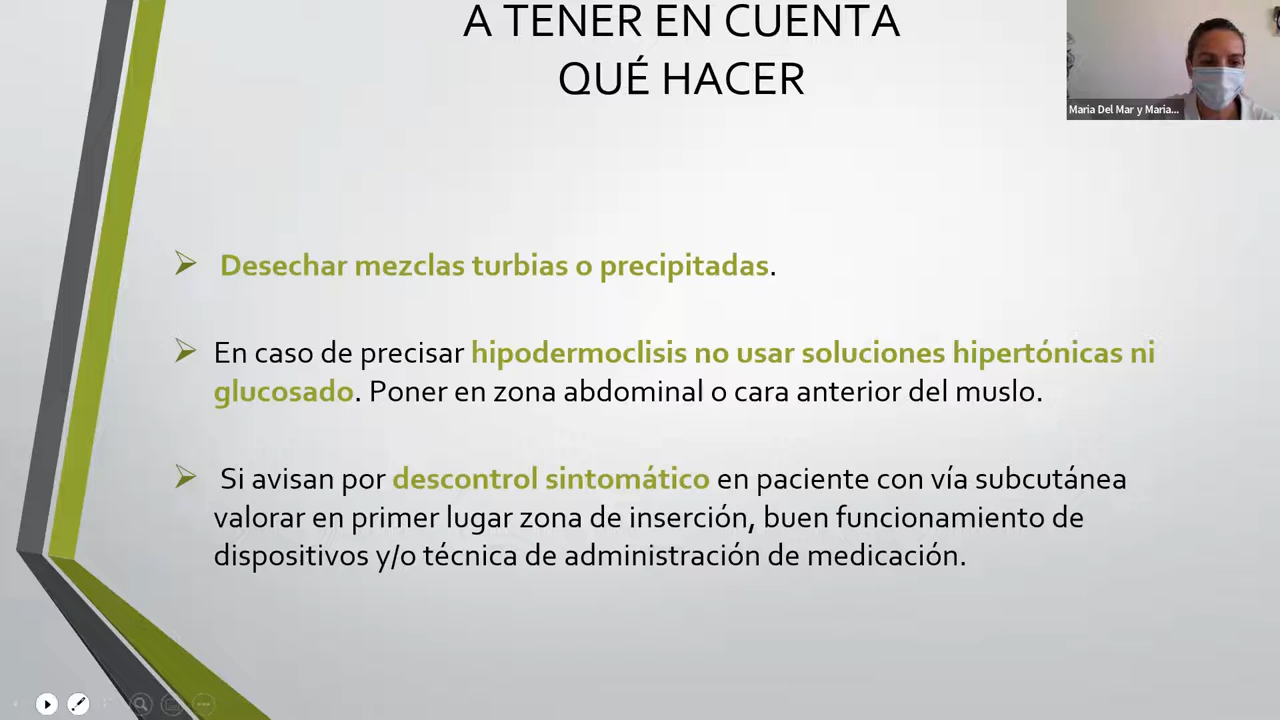 A TENER EN CUENTA
QUÉ HACER
Maria Del Mar y Maria...
Desechar mezclas turbias o precipitadas.
En caso de precisar hipodermoclisis no usar soluciones hipertónicas ni
glucosado. Poner en zona abdominal o cara anterior del muslo.
Si avisan por descontrol sintomático en paciente con vía subcutánea
valorar en primer lugar zona de inserción, buen funcionamiento de
dispositivos y/o técnica de administración de medicación.